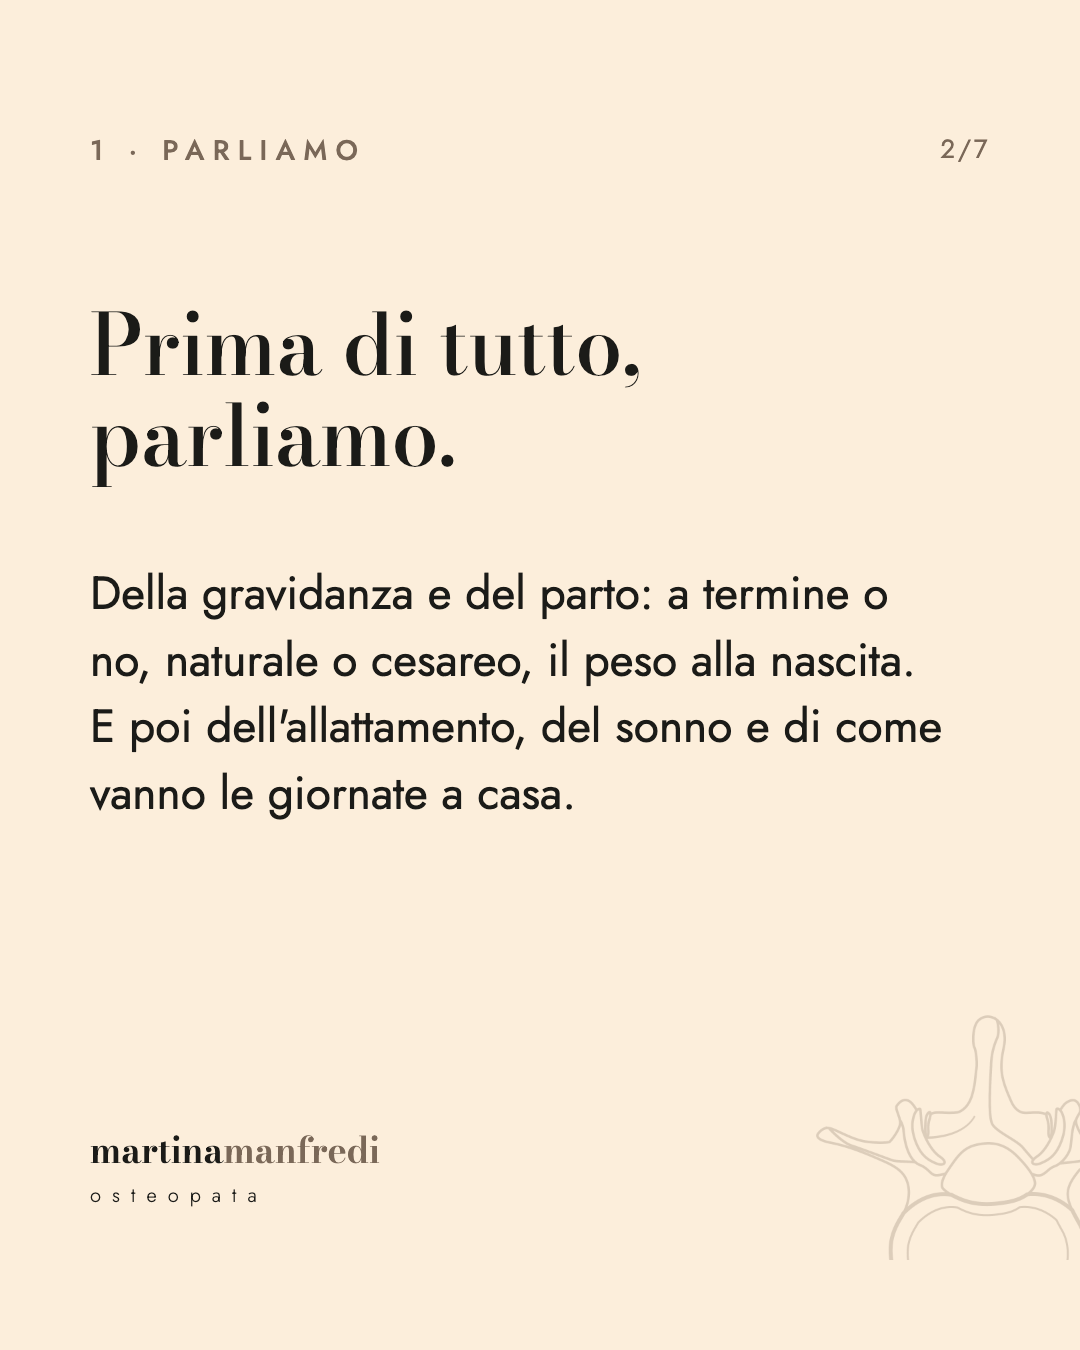 1 · PARLIAMO
2/7
Prima di tutto,
parliamo.
Della gravidanza e del parto: a termine o
no, naturale o cesareo, il peso alla nascita.
E poi dell'allattamento, del sonno e di come
vanno le giornate a casa.
martinamanfredi
osteopata